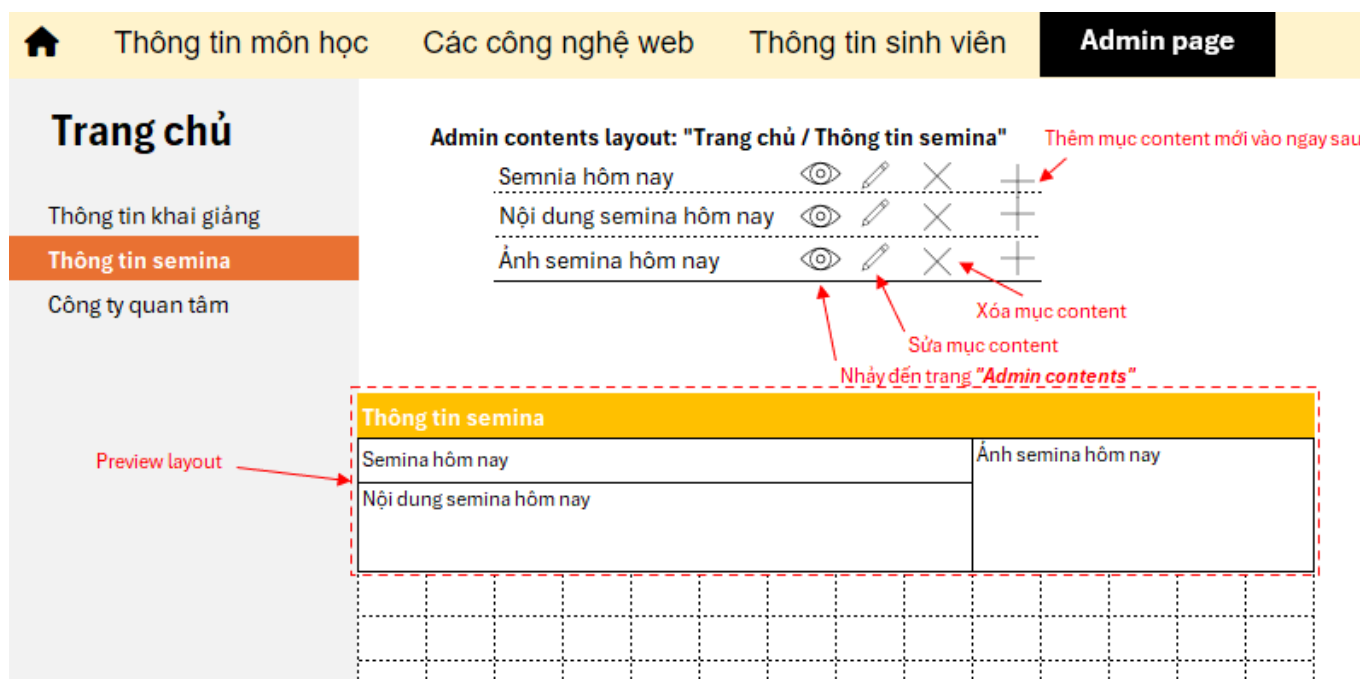 Thông tin môn học Các công nghệ web Thông tin sinh viên Admin page
Trang chủ
Thông tin khai giảng
Thông tin semina
Công ty quan tâm
Admin contents layout: "Trang chủ / Thông tin semina"
Thêm mục content mới vào ngay sau
Semnia hôm nay
Nội dung semina hôm nay
Ảnh semina hôm nay
Xóa mục content
Sửa mục content
Nhảy đến trang "Admin contents"
Preview layout
Thông tin semina
Semina hôm nay
Ảnh semina hôm nay
Nội dung semina hôm nay